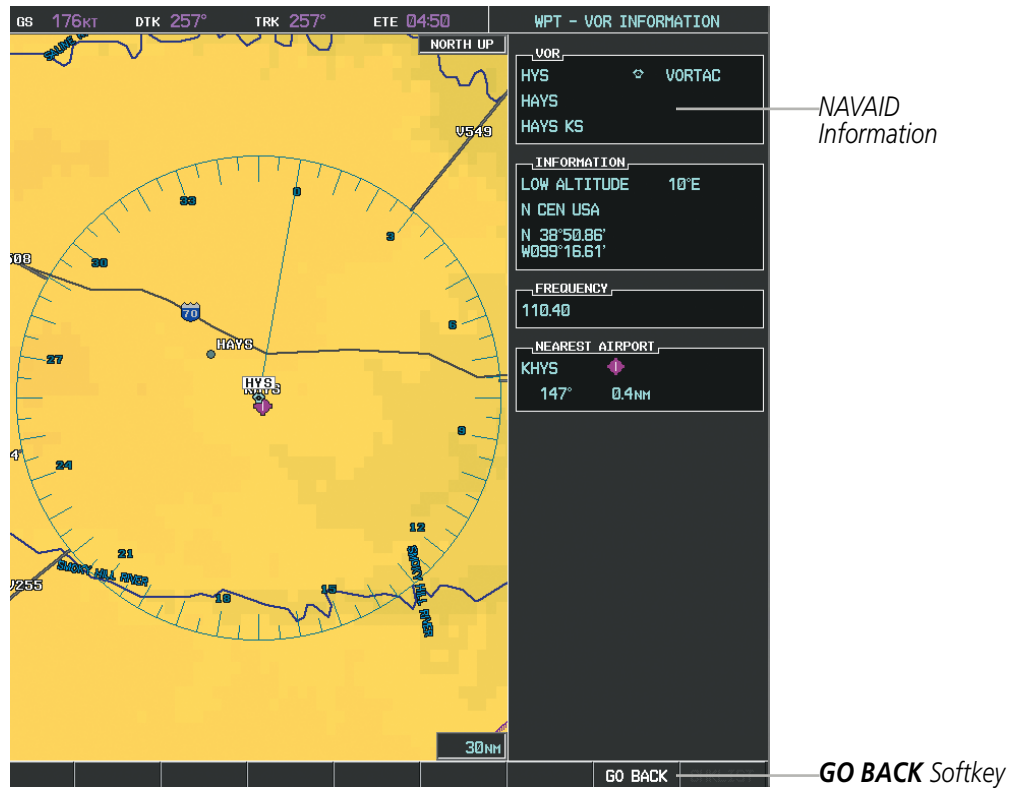 GS 176KT DTK 257° TRK 257° ETE 04:50 WPT - VOR INFORMATION
NORTH UP
V549
33
0
3
30
70
6
HAYS
27
HYS
9
24
12
21
SMOKY HILL RIVER
SMOKY HILL RIVER
V255
18
15
30NM
VOR
HYS VORTAC
HAYS
HAYS KS
INFORMATION
LOW ALTITUDE 10°E
N CEN USA
N 38°50.86'
W099°16.61'
FREQUENCY
110.40
NEAREST AIRPORT
KHYS
147° 0.4NM
GO BACK
NAVAID
Information
GO BACK Softkey